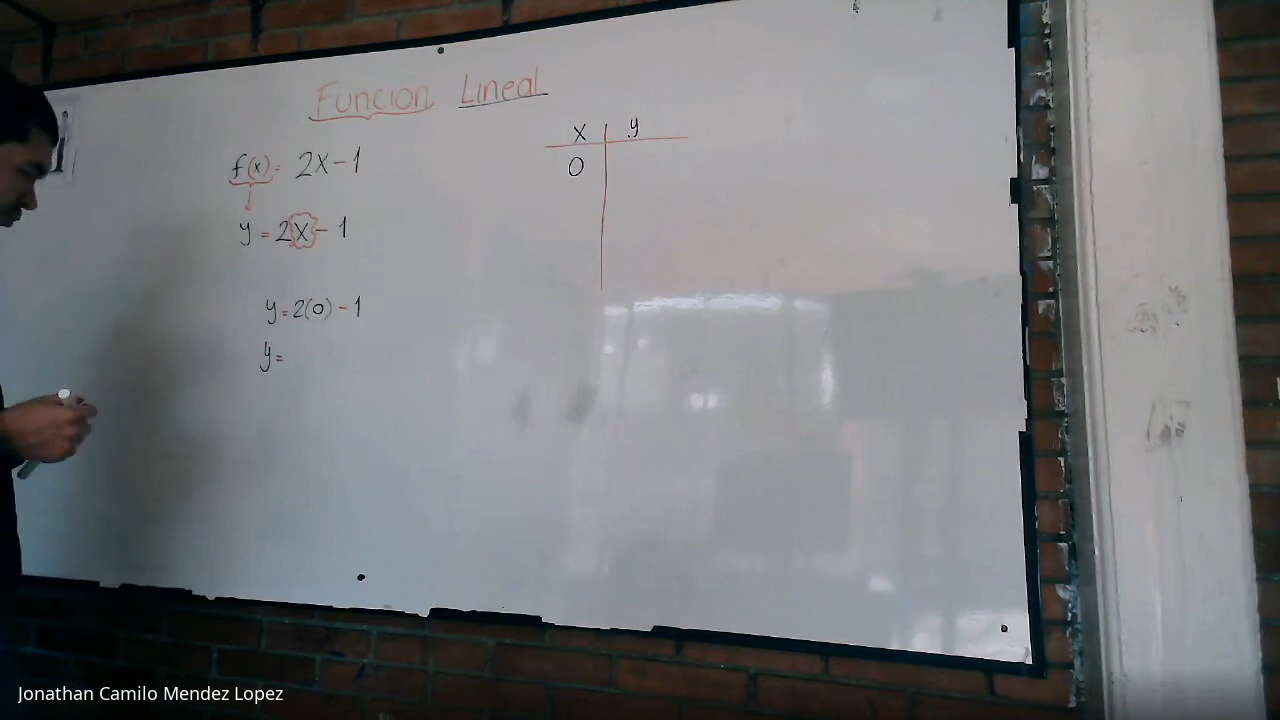 Funcion Lineal
f(x) = 2x - 1
y = 2x - 1
y = 2(0) - 1
y =
x y
0
Jonathan Camilo Mendez Lopez